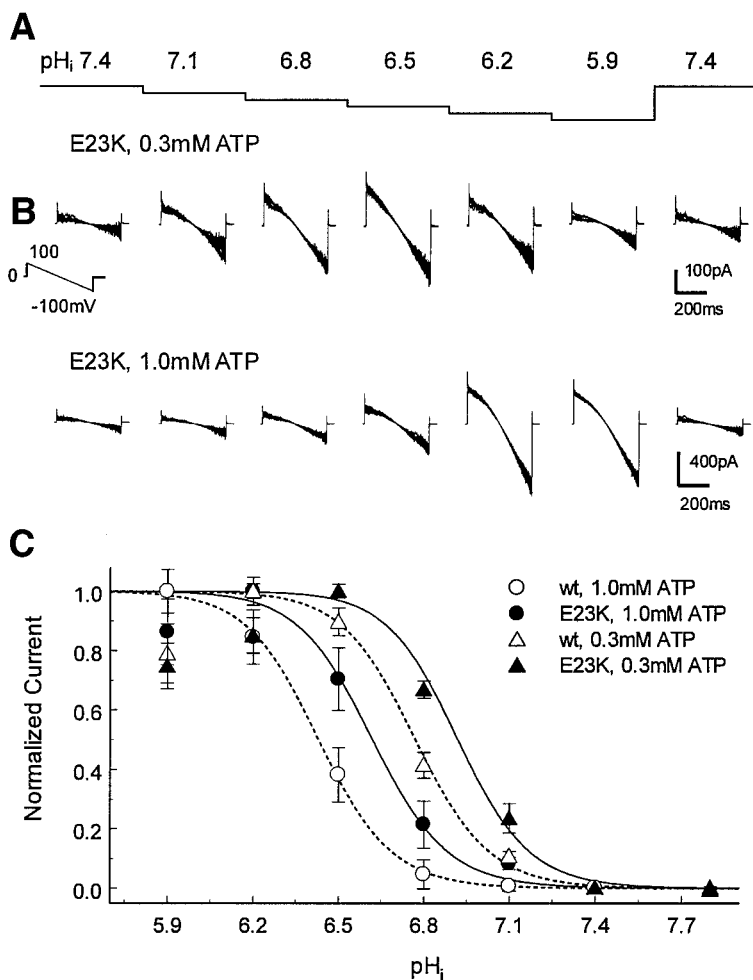 A
pHi 7.4 7.1 6.8 6.5 6.2 5.9 7.4
E23K, 0.3mM ATP
B
100
0
-100mV
100pA
200ms
E23K, 1.0mM ATP
400pA
200ms
C
Normalized Current
1.0
0.8
0.6
0.4
0.2
0.0
wt, 1.0mM ATP
E23K, 1.0mM ATP
wt, 0.3mM ATP
E23K, 0.3mM ATP
5.9 6.2 6.5 6.8 7.1 7.4 7.7
pHi